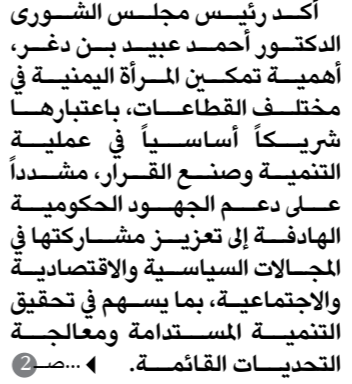 أكد رئيس مجلس الشورى
الدكتور أحمد عبيد بن دغر،
أهمية تمكين المرأة اليمنية في
مختلف القطاعات، باعتبارها
شريكاً أساسياً في عملية
التنمية وصنع القرار، مشدداً
على دعم الجهود الحكومية
الهادفة إلى تعزيز مشاركتها في
المجالات السياسية والاقتصادية
والاجتماعية، بما يسهم في تحقيق
التنمية المستدامة ومعالجة
التحديات القائمة. ...صـ2